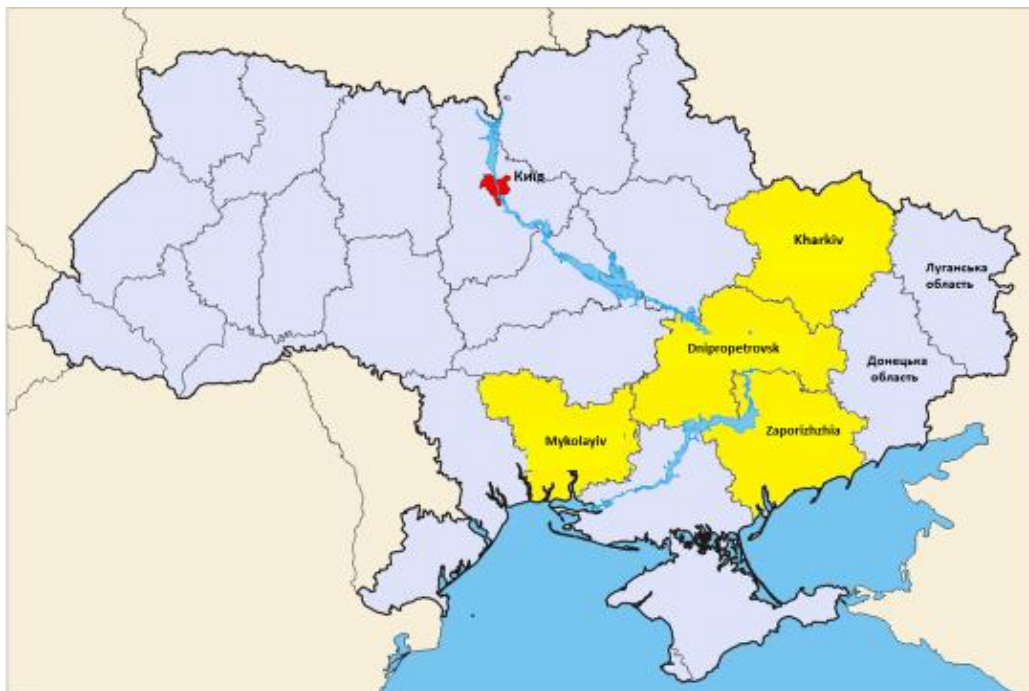 Київ
Kharkiv
Луганська
область
Dnipropetrovsk
Донецька
область
Mykolayiv
Zaporizhzhia